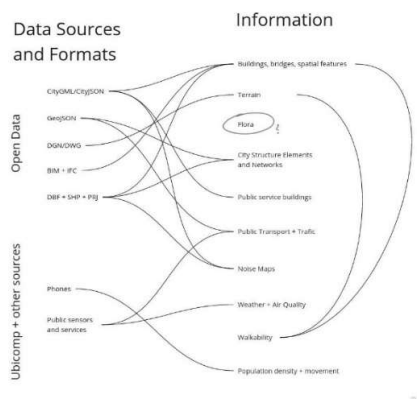 Data Sources
and Formats
Information
Open Data
CityGML/CityJSON
GeoJSON
DGN/DWG
BIM + IFC
DBF + SHP + PRJ
Ubicomp + other sources
Phones
Public sensors
and services
Buildings, bridges, spatial features
Terrain
Flora
?
City Structure Elements
and Networks
Public service buildings
Public Transport + Trafic
Noise Maps
Weather + Air Quality
Walkability
Population density + movement